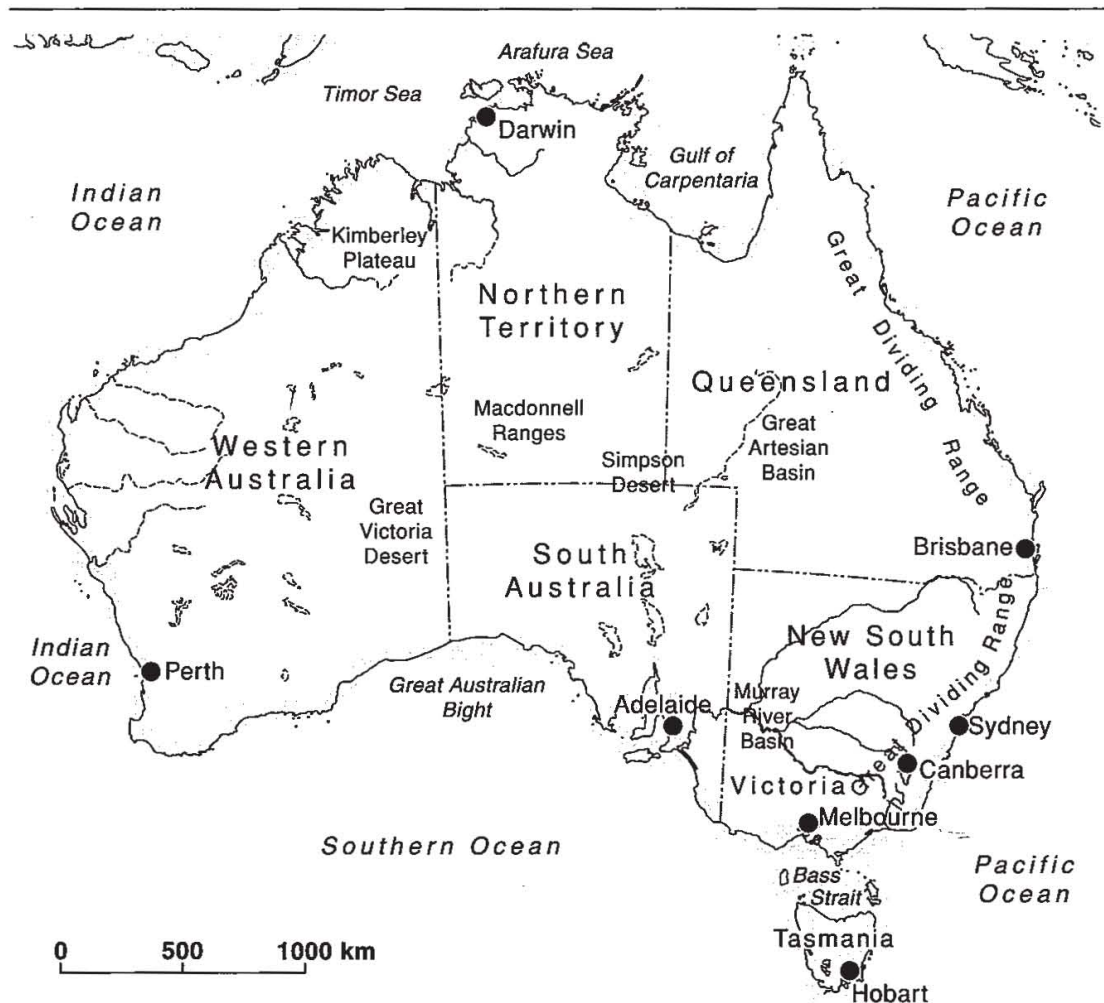 Arafura Sea
Timor Sea
Darwin
Gulf of
Carpentaria
Indian
Ocean
Pacific
Ocean
Kimberley
Plateau
Great Dividing Range
Northern
Territory
Queensland
Macdonnell
Ranges
Great
Artesian
Basin
Western
Australia
Simpson
Desert
Great
Victoria
Desert
South
Australia
Brisbane
Indian
Ocean
Perth
New South
Wales
Great Dividing Range
Great Australian
Bight
Adelaide
Murray
River
Basin
Sydney
Canberra
Victoria
Melbourne
Southern Ocean
Bass
Strait
Pacific
Ocean
Tasmania
Hobart
0 500 1000 km